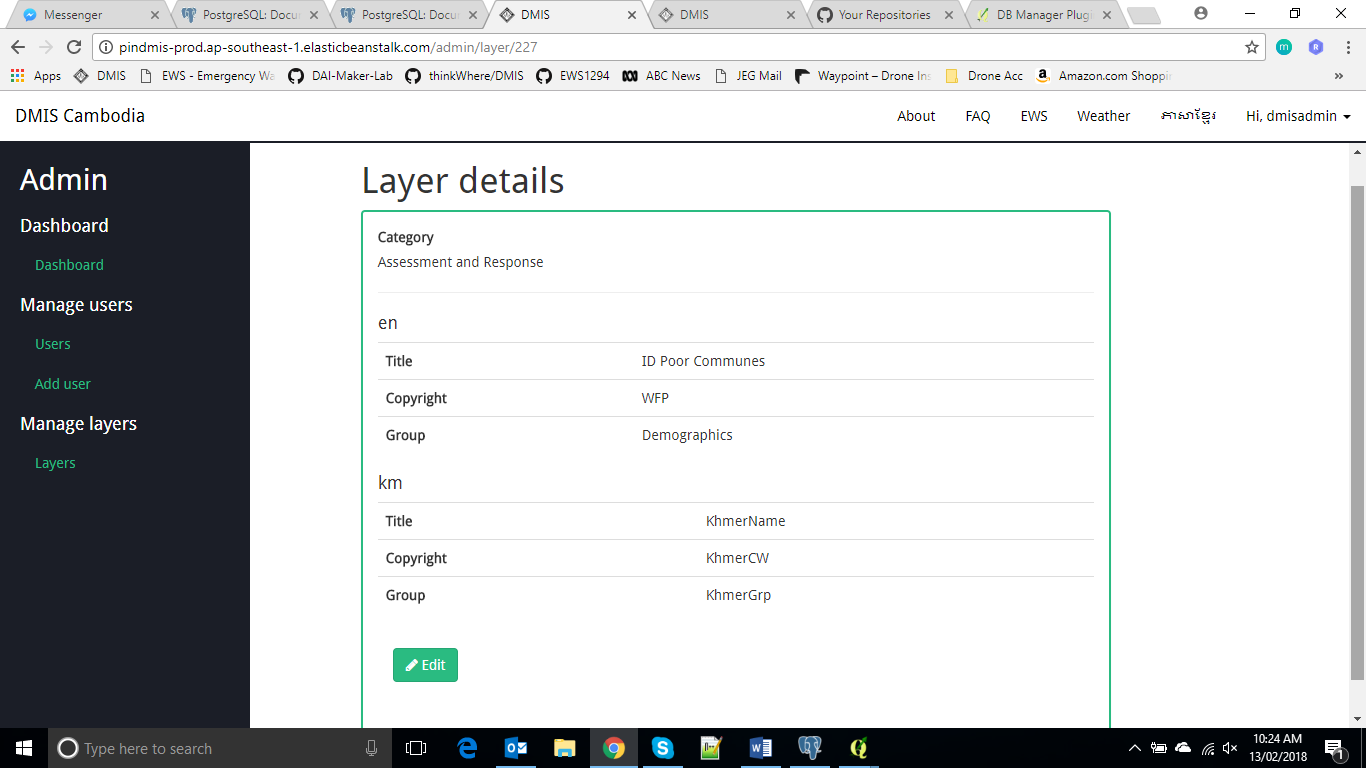 Messenger
PostgreSQL: Docu
PostgreSQL: Docu
DMIS
DMIS
Your Repositories
DB Manager Plugi
pindmis-prod.ap-southeast-1.elasticbeanstalk.com/admin/layer/227
m
R
Apps
DMIS
EWS - Emergency Wa
DAI-Maker-Lab
thinkWhere/DMIS
EWS1294
ABC News
JEG Mail
Waypoint – Drone Ins
Drone Acc
Amazon.com Shoppin
»
DMIS Cambodia
About
FAQ
EWS
Weather
ភាសាខ្មែរ
Hi, dmisadmin
Admin
Dashboard
Dashboard
Manage users
Users
Add user
Manage layers
Layers
Layer details
Category
Assessment and Response
en
Title ID Poor Communes
Copyright WFP
Group Demographics
km
Title KhmerName
Copyright KhmerCW
Group KhmerGrp
Edit
Type here to search
10:24 AM
13/02/2018
1